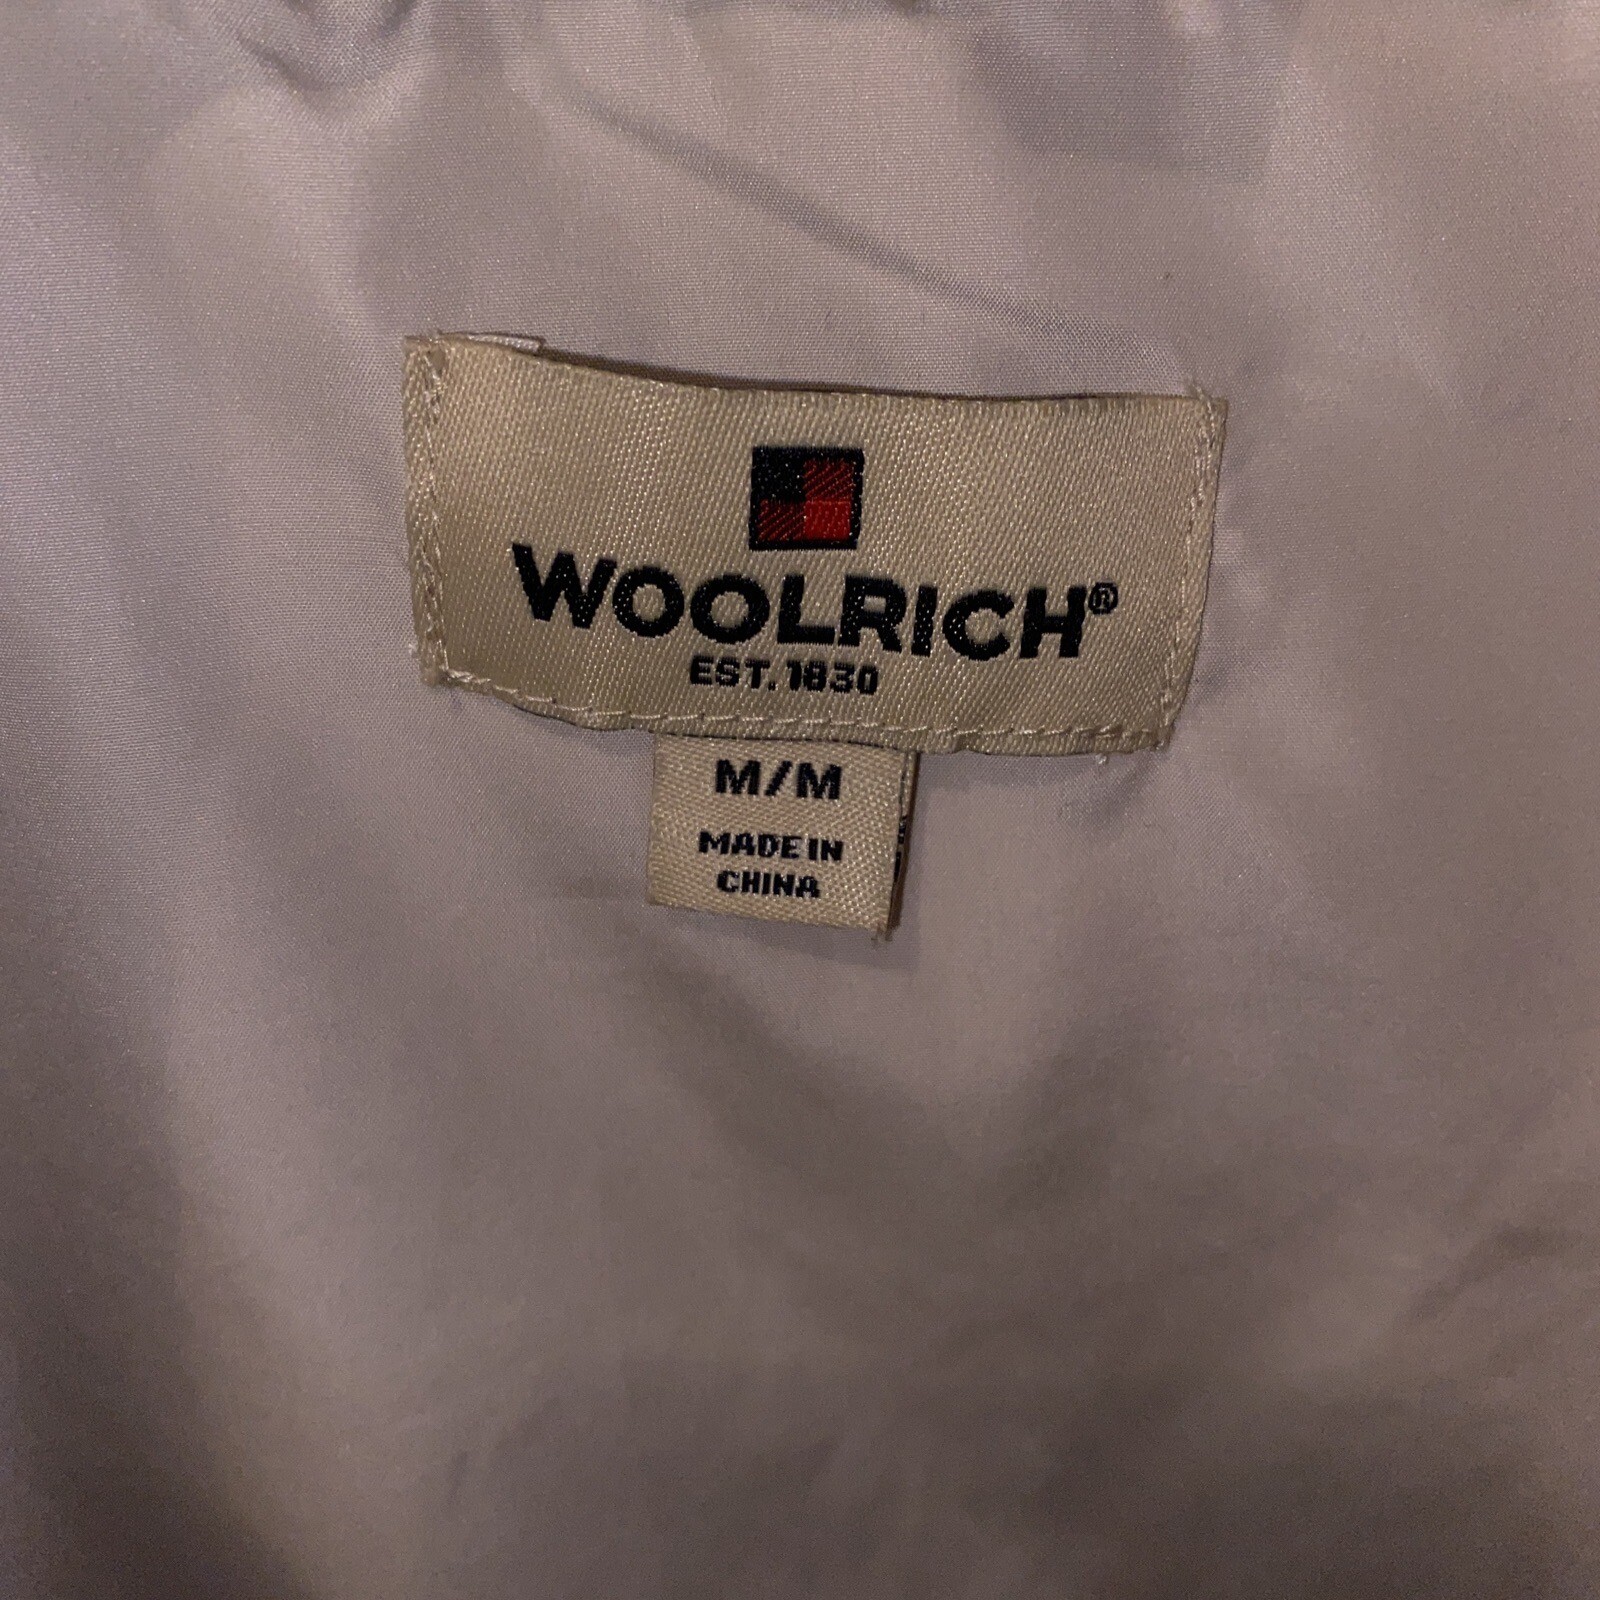 WOOLRICH®
EST. 1830
M/M
MADE IN
CHINA